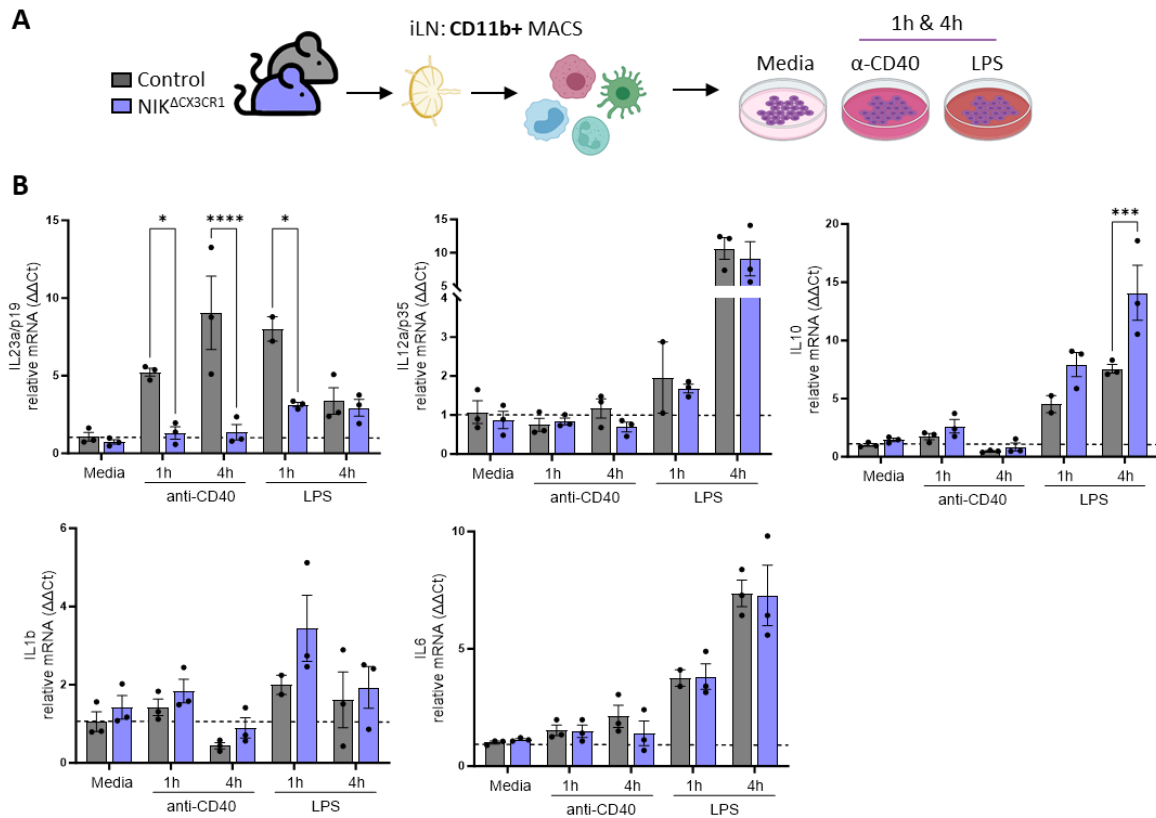 A
iLN: CD11b+ MACS
1h & 4h
Control
NIKΔCX3CR1
Media
α-CD40
LPS
B
IL23a/p19
relative mRNA (ΔΔCt)
15
10
5
0
*
****
*
Media
1h
4h
1h
4h
anti-CD40
LPS
IL12a/p35
relative mRNA (ΔΔCt)
15
10
5
4
3
2
1
0
Media
1h
4h
1h
4h
anti-CD40
LPS
IL10
relative mRNA (ΔΔCt)
20
15
10
5
0
***
Media
1h
4h
1h
4h
anti-CD40
LPS
IL1b
relative mRNA (ΔΔCt)
6
4
2
0
Media
1h
4h
1h
4h
anti-CD40
LPS
IL6
relative mRNA (ΔΔCt)
10
5
0
Media
1h
4h
1h
4h
anti-CD40
LPS